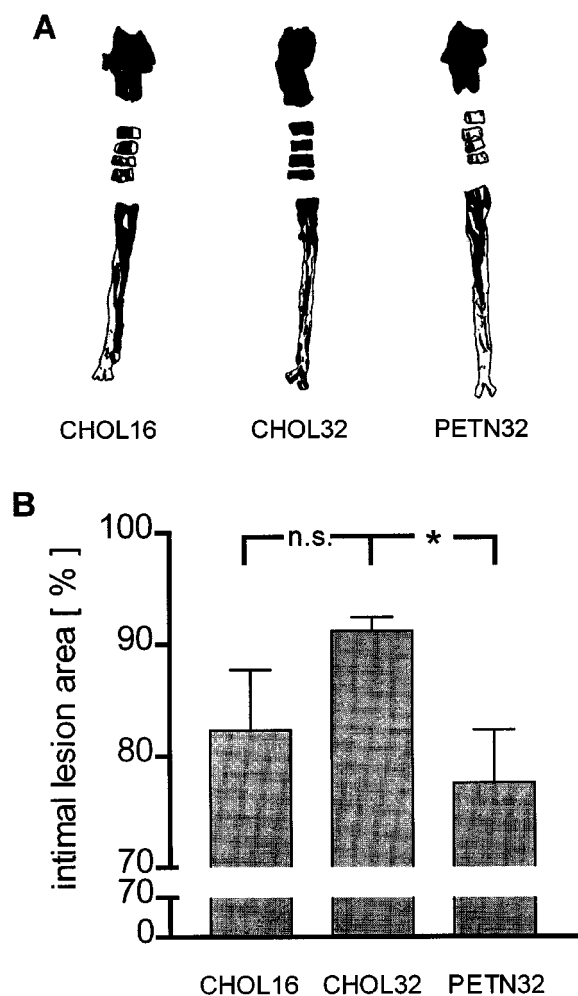 A
CHOL16 CHOL32 PETN32
B
intimal lesion area [ % ]
100
90
80
70
70
0
n.s. *
CHOL16 CHOL32 PETN32